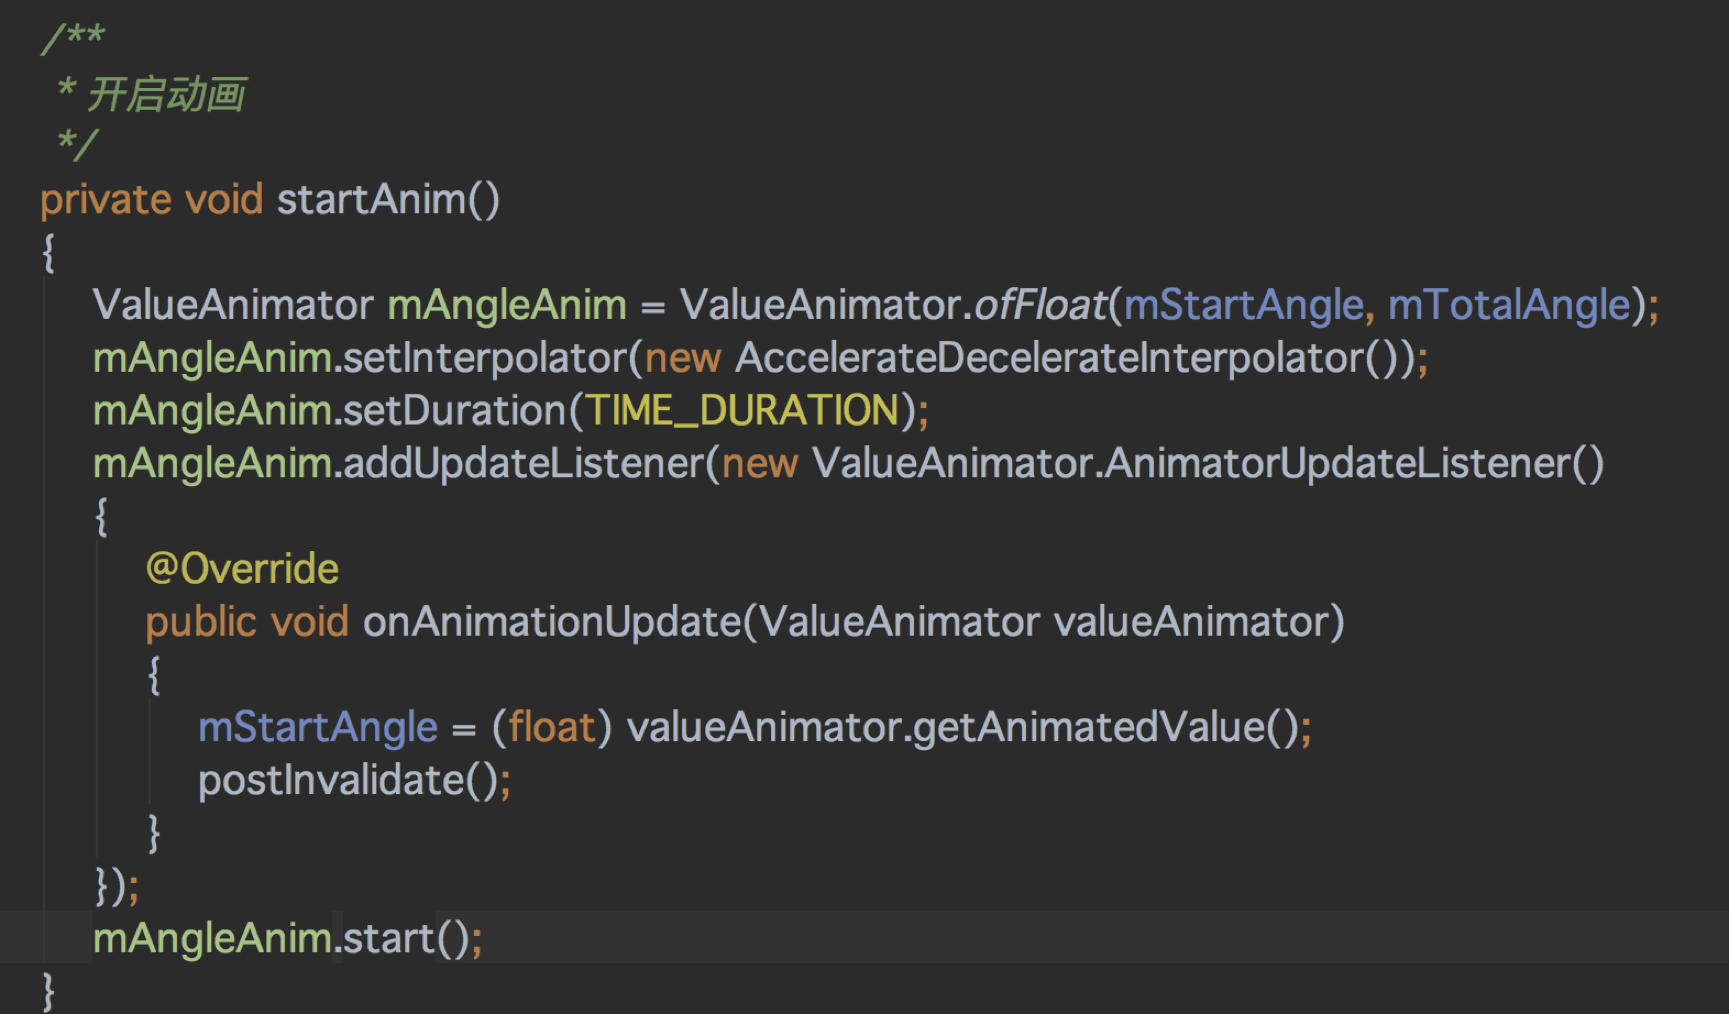 /**
* 开启动画
*/
private void startAnim()
{
ValueAnimator mAngleAnim = ValueAnimator.ofFloat(mStartAngle, mTotalAngle);
mAngleAnim.setInterpolator(new AccelerateDecelerateInterpolator());
mAngleAnim.setDuration(TIME_DURATION);
mAngleAnim.addUpdateListener(new ValueAnimator.AnimatorUpdateListener()
{
@Override
public void onAnimationUpdate(ValueAnimator valueAnimator)
{
mStartAngle = (float) valueAnimator.getAnimatedValue();
postInvalidate();
}
});
mAngleAnim.start();
}